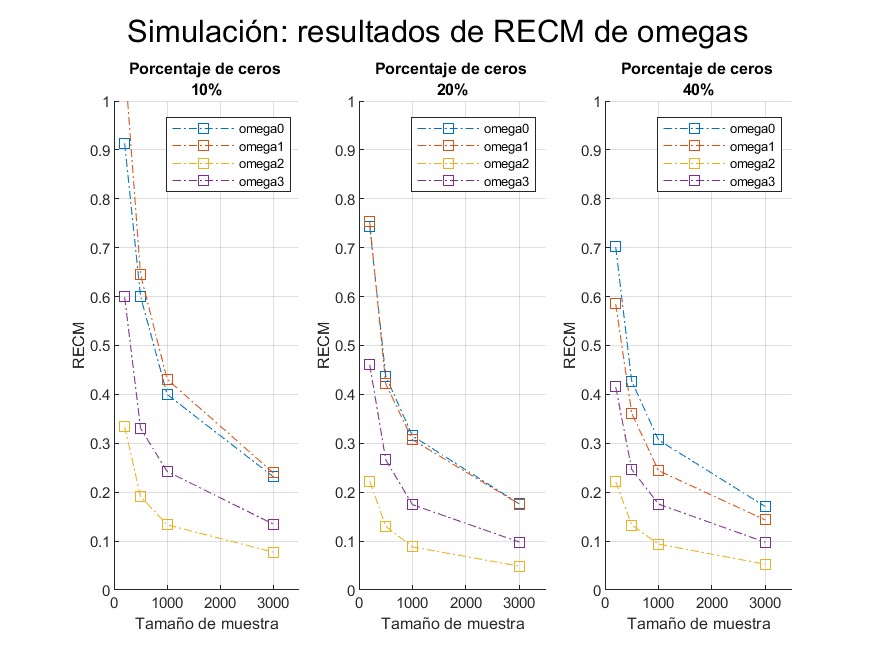 Simulación: resultados de RECM de omegas
Porcentaje de ceros
10%
RECM
1
0.9
0.8
0.7
0.6
0.5
0.4
0.3
0.2
0.1
0
0 1000 2000 3000
Tamaño de muestra
omega0
omega1
omega2
omega3
Porcentaje de ceros
20%
RECM
1
0.9
0.8
0.7
0.6
0.5
0.4
0.3
0.2
0.1
0
0 1000 2000 3000
Tamaño de muestra
omega0
omega1
omega2
omega3
Porcentaje de ceros
40%
RECM
1
0.9
0.8
0.7
0.6
0.5
0.4
0.3
0.2
0.1
0
0 1000 2000 3000
Tamaño de muestra
omega0
omega1
omega2
omega3